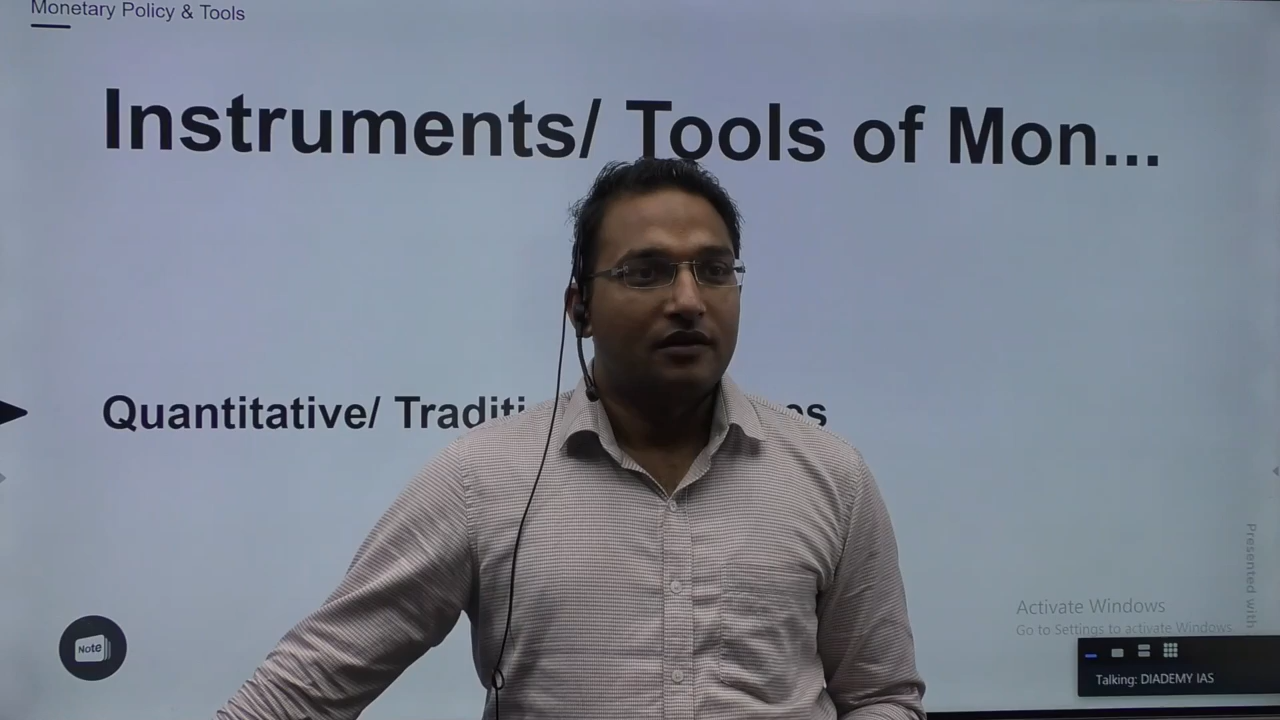 Monetary Policy & Tools
Instruments/ Tools of Mon...
Quantitative/
Note
Presented with
Activate Windows
Go to Settings to activate Windows.
Talking: DIADEMY IAS